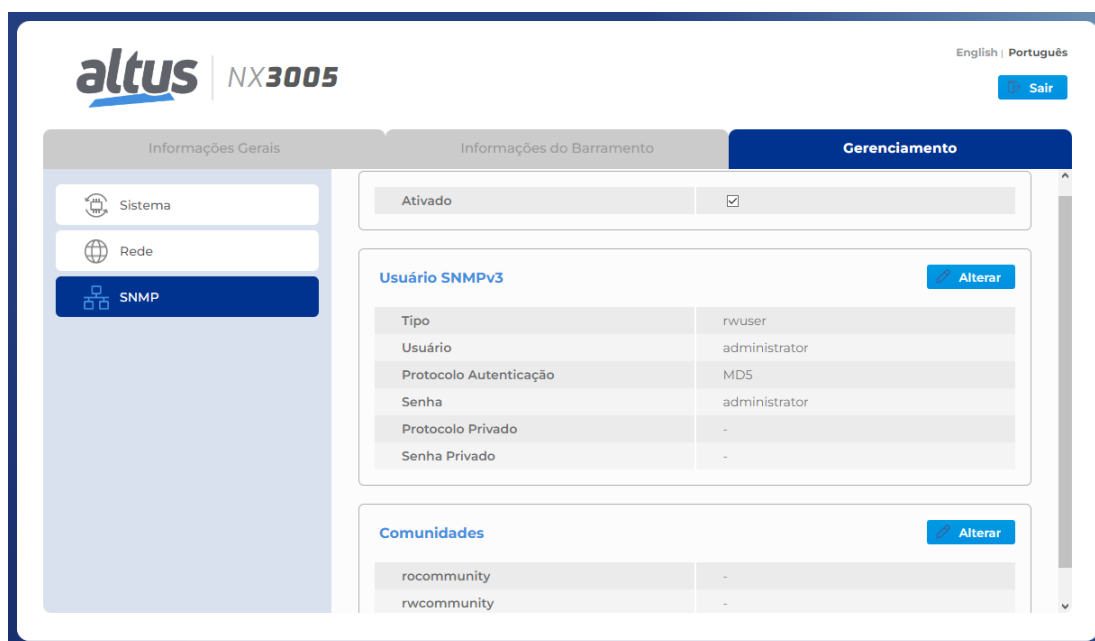 English | Português
altus NX3005
Sair
Informações Gerais Informações do Barramento Gerenciamento
Sistema
Rede
SNMP
Ativado
Usuário SNMPv3 Alterar
Tipo rwuser
Usuário administrator
Protocolo Autenticação MD5
Senha administrator
Protocolo Privado -
Senha Privado -
Comunidades Alterar
rocommunity -
rwcommunity -